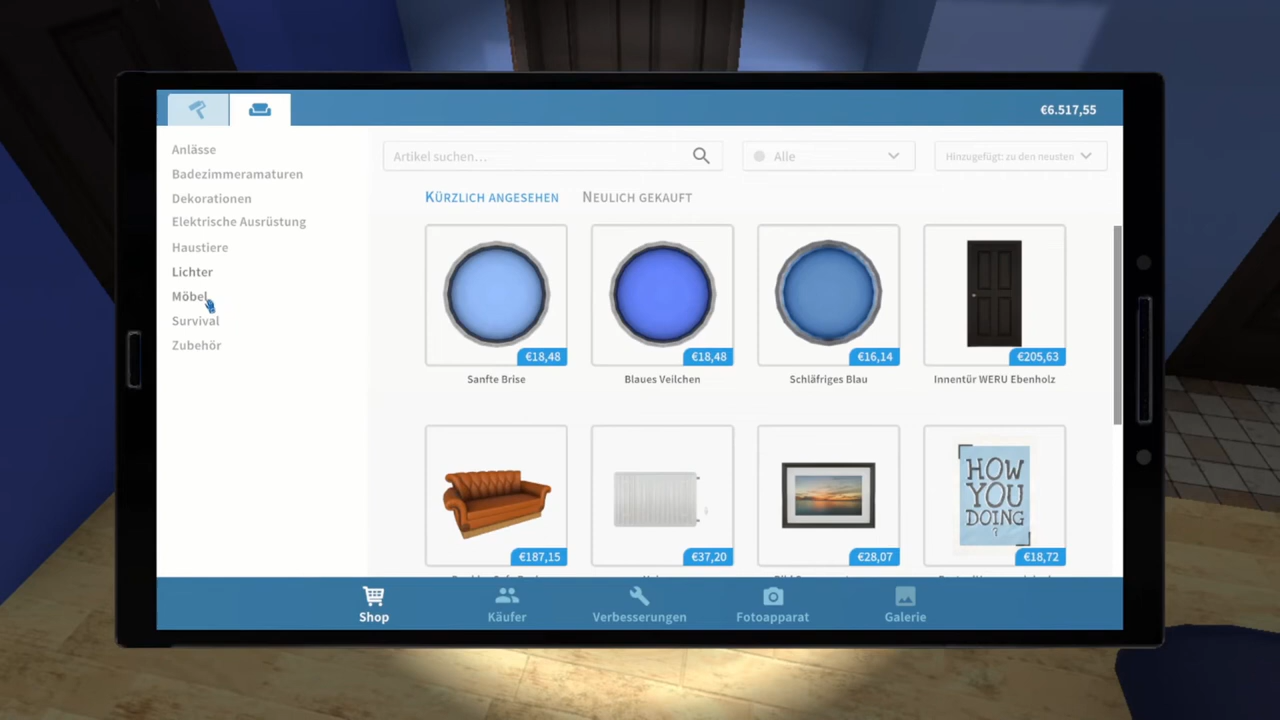 €6.517,55
Anlässe
Badezimmeramaturen
Dekorationen
Elektrische Ausrüstung
Haustiere
Lichter
Möbel
Survival
Zubehör
Artikel suchen...
Alle
Hinzugefügt: zu den neusten
KÜRZLICH ANGESEHEN NEULICH GEKAUFT
€18,48 €18,48 €16,14 €205,63
Sanfte Brise Blaues Veilchen Schläfriges Blau Innentür WERU Ebenholz
HOW
YOU
DOING
?
€187,15 €37,20 €28,07 €18,72
Shop Käufer Verbesserungen Fotoapparat Galerie